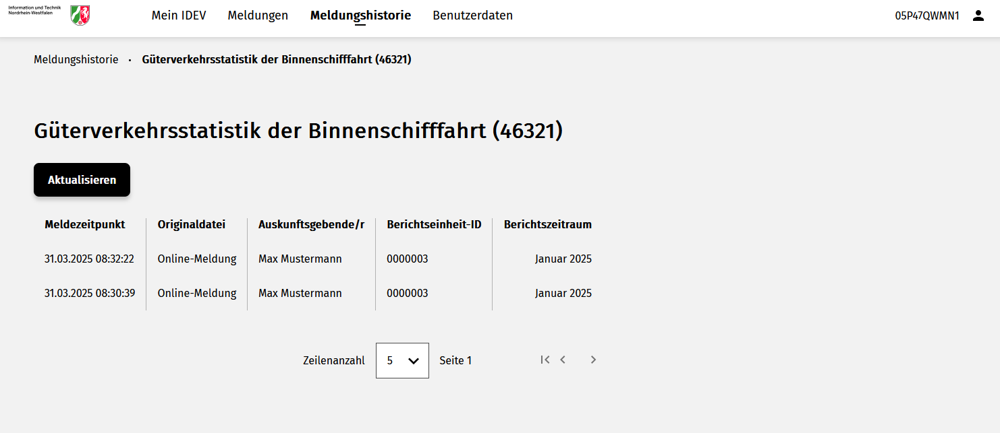 Information und Technik
Nordrhein-Westfalen
Mein IDEV Meldungen Meldungshistorie Benutzerdaten 05P47QWMN1
Meldungshistorie • Güterverkehrsstatistik der Binnenschifffahrt (46321)
Güterverkehrsstatistik der Binnenschifffahrt (46321)
Aktualisieren
Meldezeitpunkt Originaldatei Auskunftsgebende/r Berichtseinheit-ID Berichtszeitraum
31.03.2025 08:32:22 Online-Meldung Max Mustermann 0000003 Januar 2025
31.03.2025 08:30:39 Online-Meldung Max Mustermann 0000003 Januar 2025
Zeilenanzahl 5 Seite 1